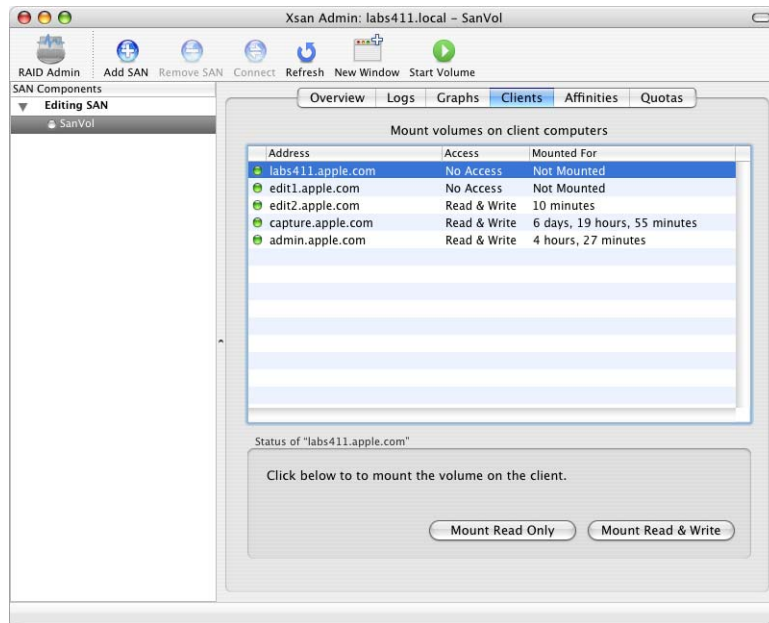 Xsan Admin: labs411.local – SanVol
RAID Admin Add SAN Remove SAN Connect Refresh New Window Start Volume
SAN Components
Editing SAN
SanVol
Overview Logs Graphs Clients Affinities Quotas
Mount volumes on client computers
Address Access Mounted For
labs411.apple.com No Access Not Mounted
edit1.apple.com No Access Not Mounted
edit2.apple.com Read & Write 10 minutes
capture.apple.com Read & Write 6 days, 19 hours, 55 minutes
admin.apple.com Read & Write 4 hours, 27 minutes
Status of "labs411.apple.com"
Click below to to mount the volume on the client.
Mount Read Only Mount Read & Write